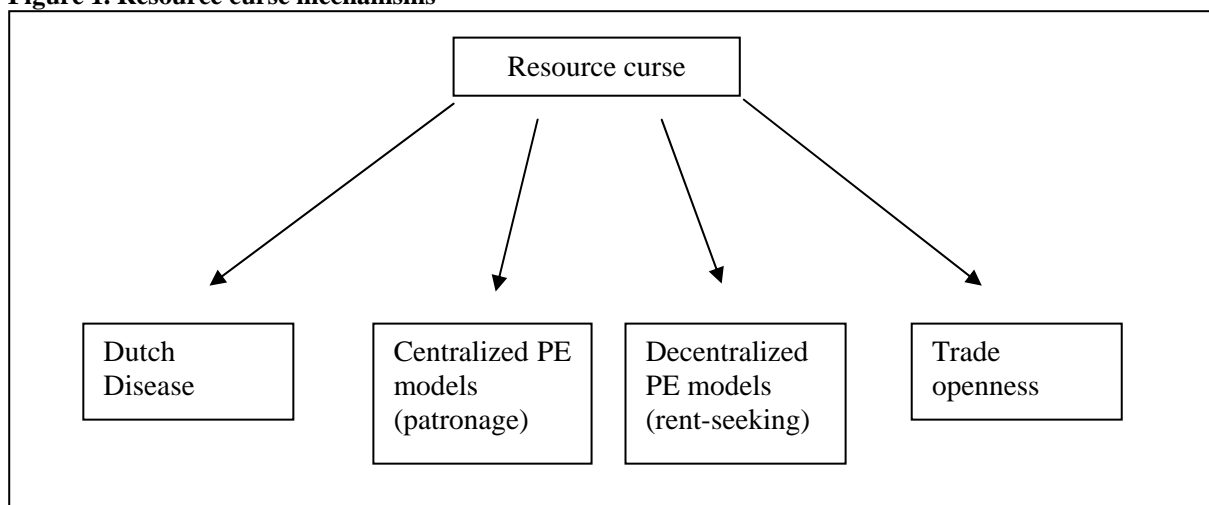 Figure 1. Resource curse mechanisms
Resource curse
Dutch
Disease
Centralized PE
models
(patronage)
Decentralized
PE models
(rent-seeking)
Trade
openness